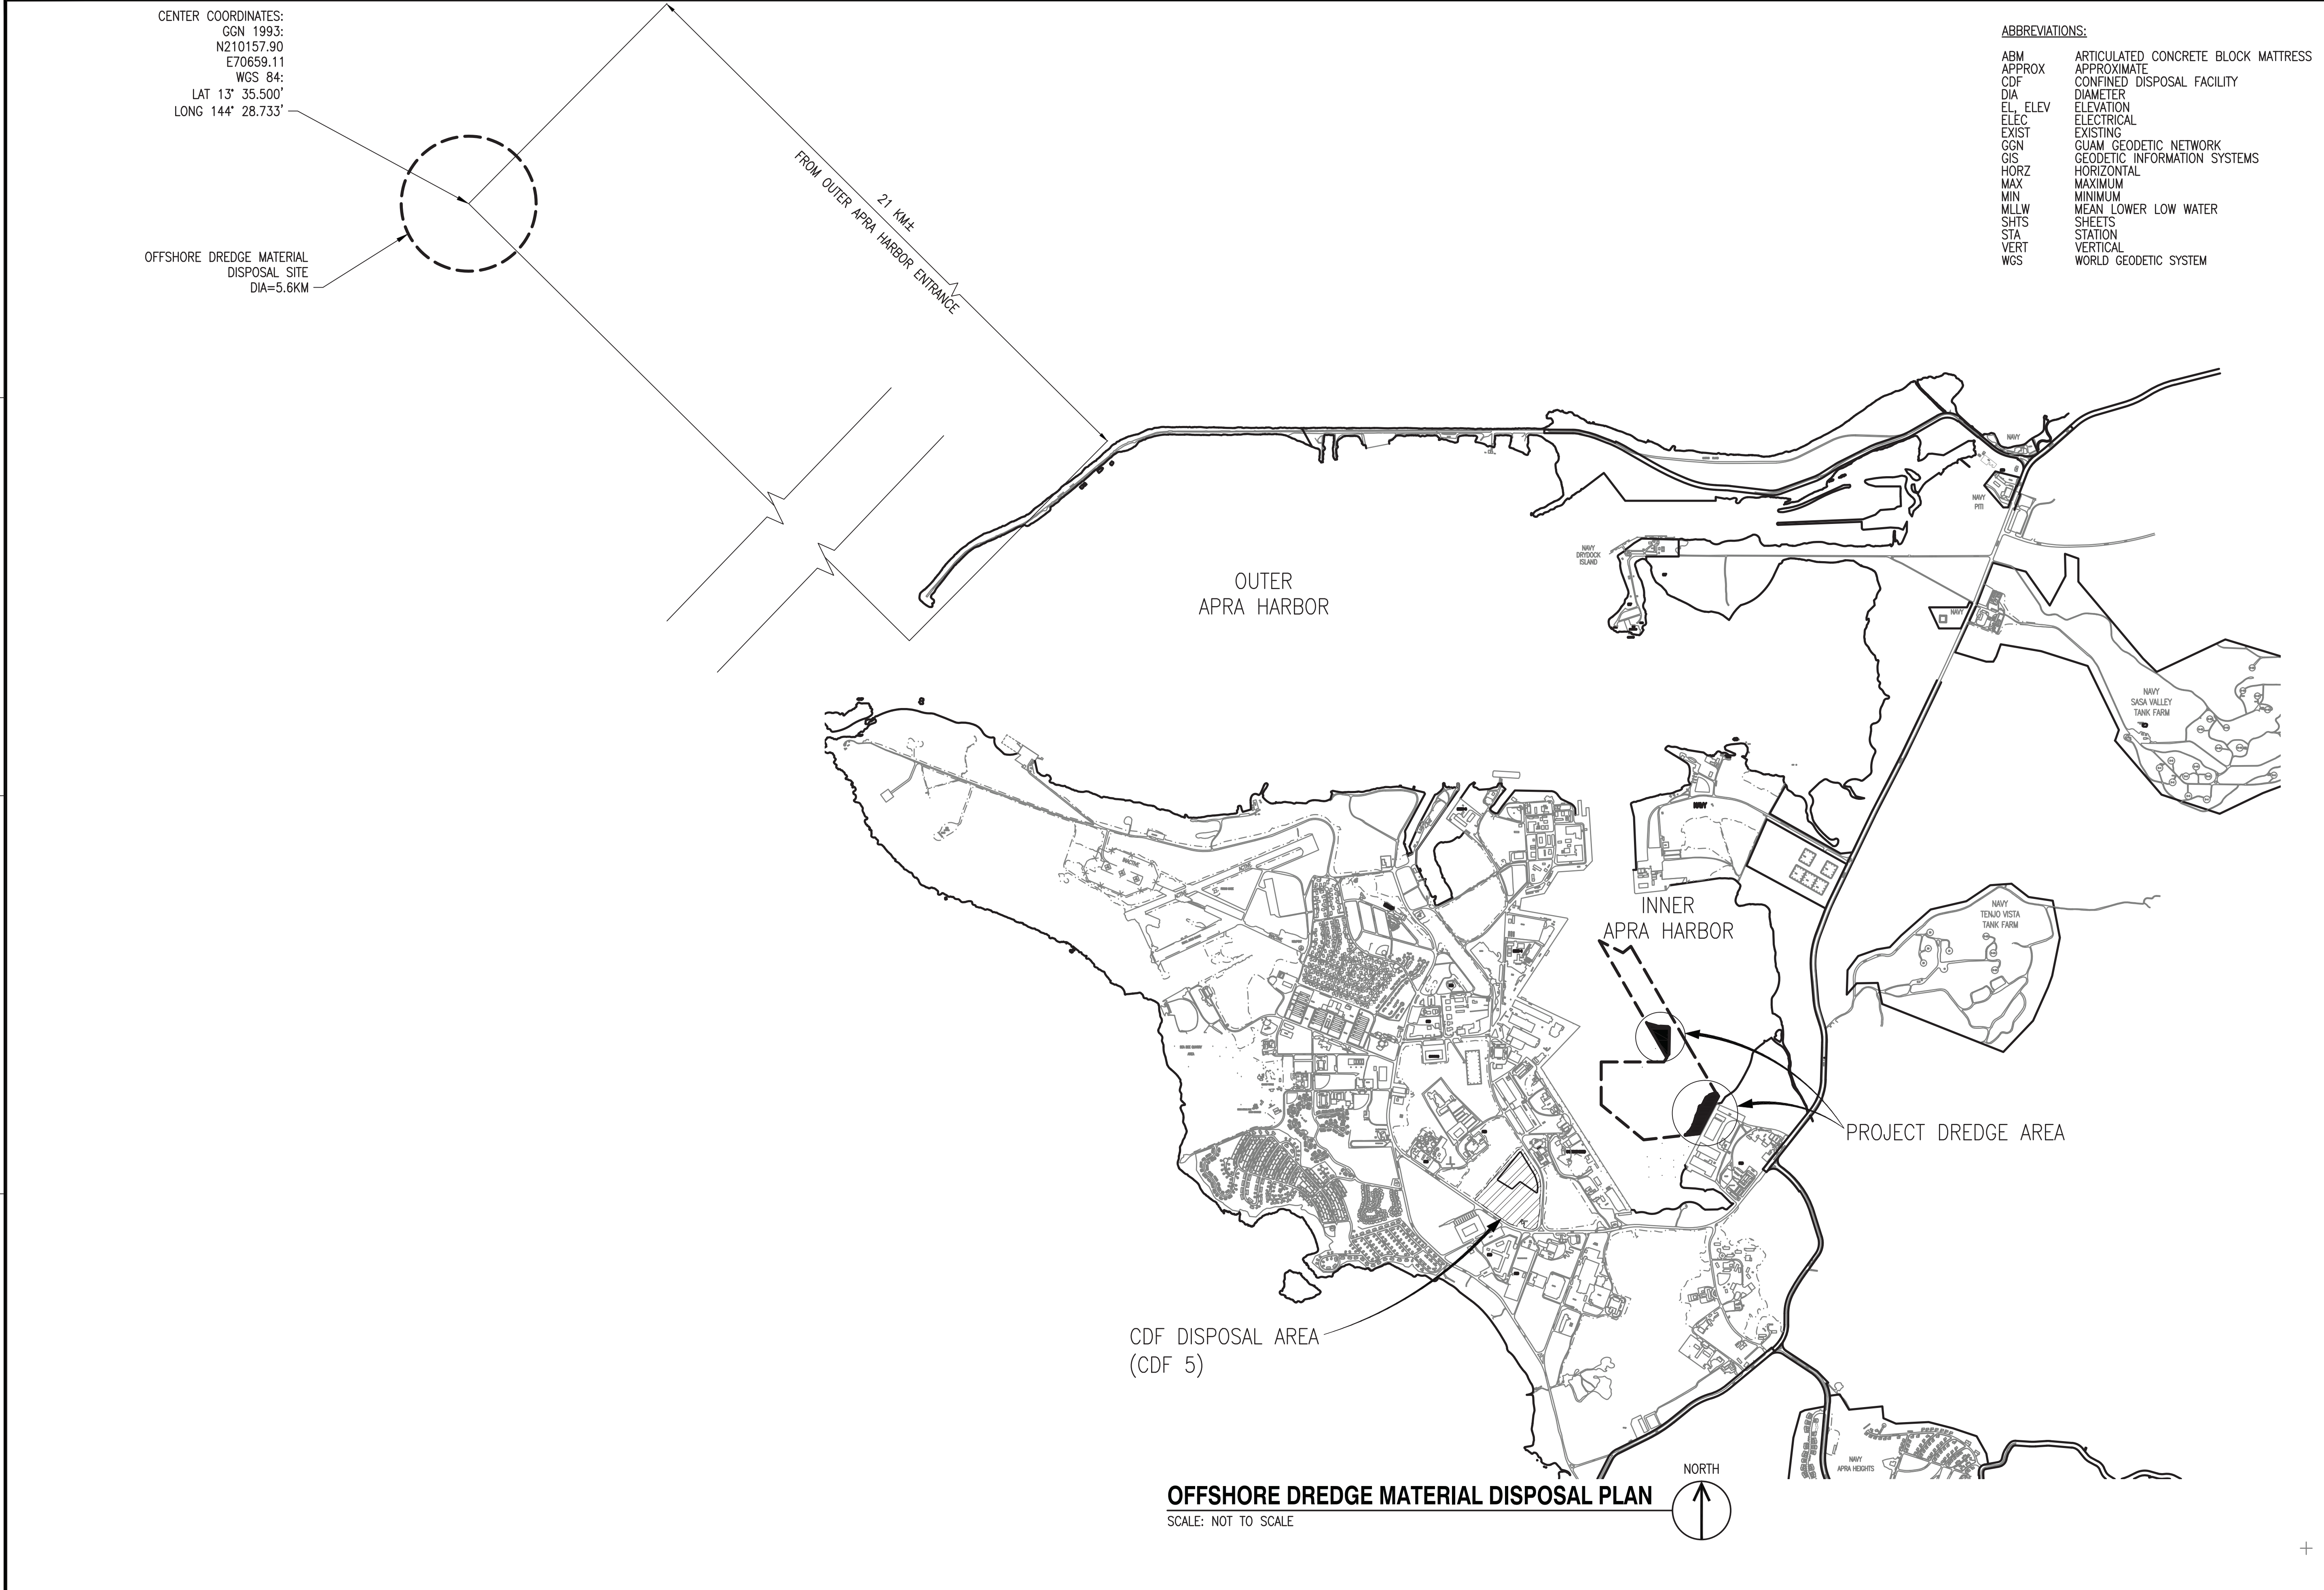 CENTER COORDINATES:
GGN 1993:
N210157.90
E70659.11
WGS 84:
LAT 13° 35.500'
LONG 144° 28.733'
OFFSHORE DREDGE MATERIAL
DISPOSAL SITE
DIA=5.6KM
21 KM±
FROM OUTER APRA HARBOR ENTRANCE
ABBREVIATIONS:
ABM ARTICULATED CONCRETE BLOCK MATTRESS
APPROX APPROXIMATE
CDF CONFINED DISPOSAL FACILITY
DIA DIAMETER
EL, ELEV ELEVATION
ELEC ELECTRICAL
EXIST EXISTING
GGN GUAM GEODETIC NETWORK
GIS GEODETIC INFORMATION SYSTEMS
HORZ HORIZONTAL
MAX MAXIMUM
MIN MINIMUM
MLLW MEAN LOWER LOW WATER
SHTS SHEETS
STA STATION
VERT VERTICAL
WGS WORLD GEODETIC SYSTEM
NAVY
NAVY
PITI
NAVY
DRYDOCK
ISLAND
OUTER
APRA HARBOR
NAVY
NAVY
SASA VALLEY
TANK FARM
NAVY
INNER
APRA HARBOR
NAVY
TENJO VISTA
TANK FARM
PROJECT DREDGE AREA
CDF DISPOSAL AREA
(CDF 5)
NAVY
APRA HEIGHTS
NORTH
OFFSHORE DREDGE MATERIAL DISPOSAL PLAN
SCALE: NOT TO SCALE